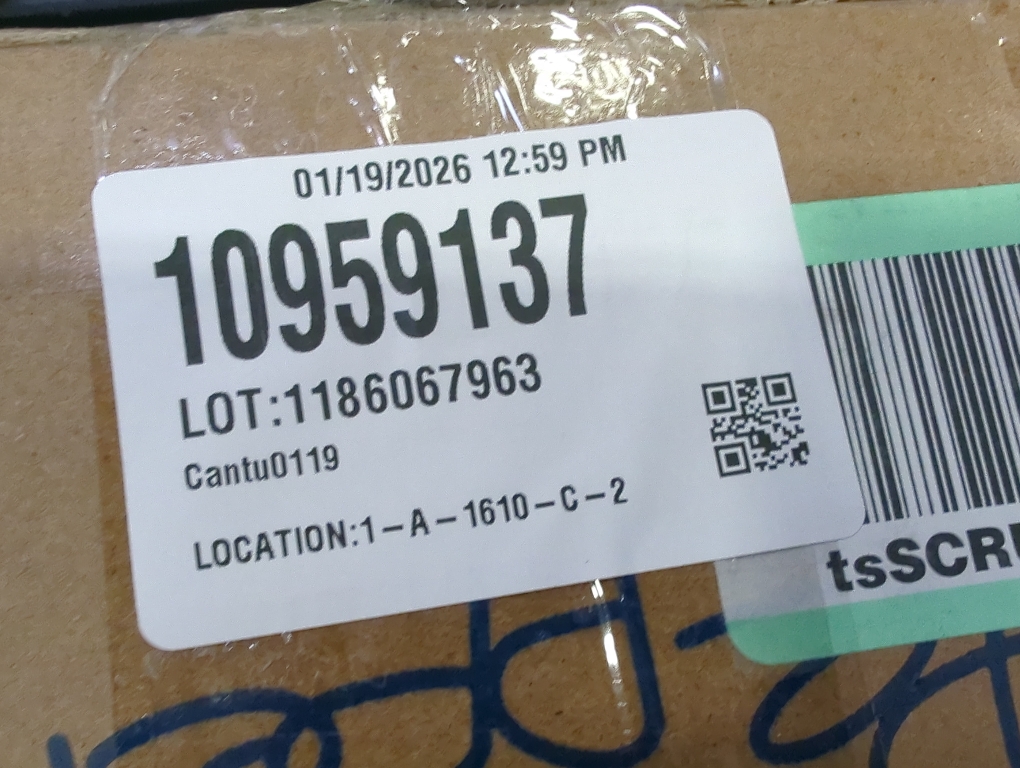 01/19/2026 12:59 PM
10959137
LOT:1186067963
Cantu0119
LOCATION:1-A-1610-C-2
tsSCR